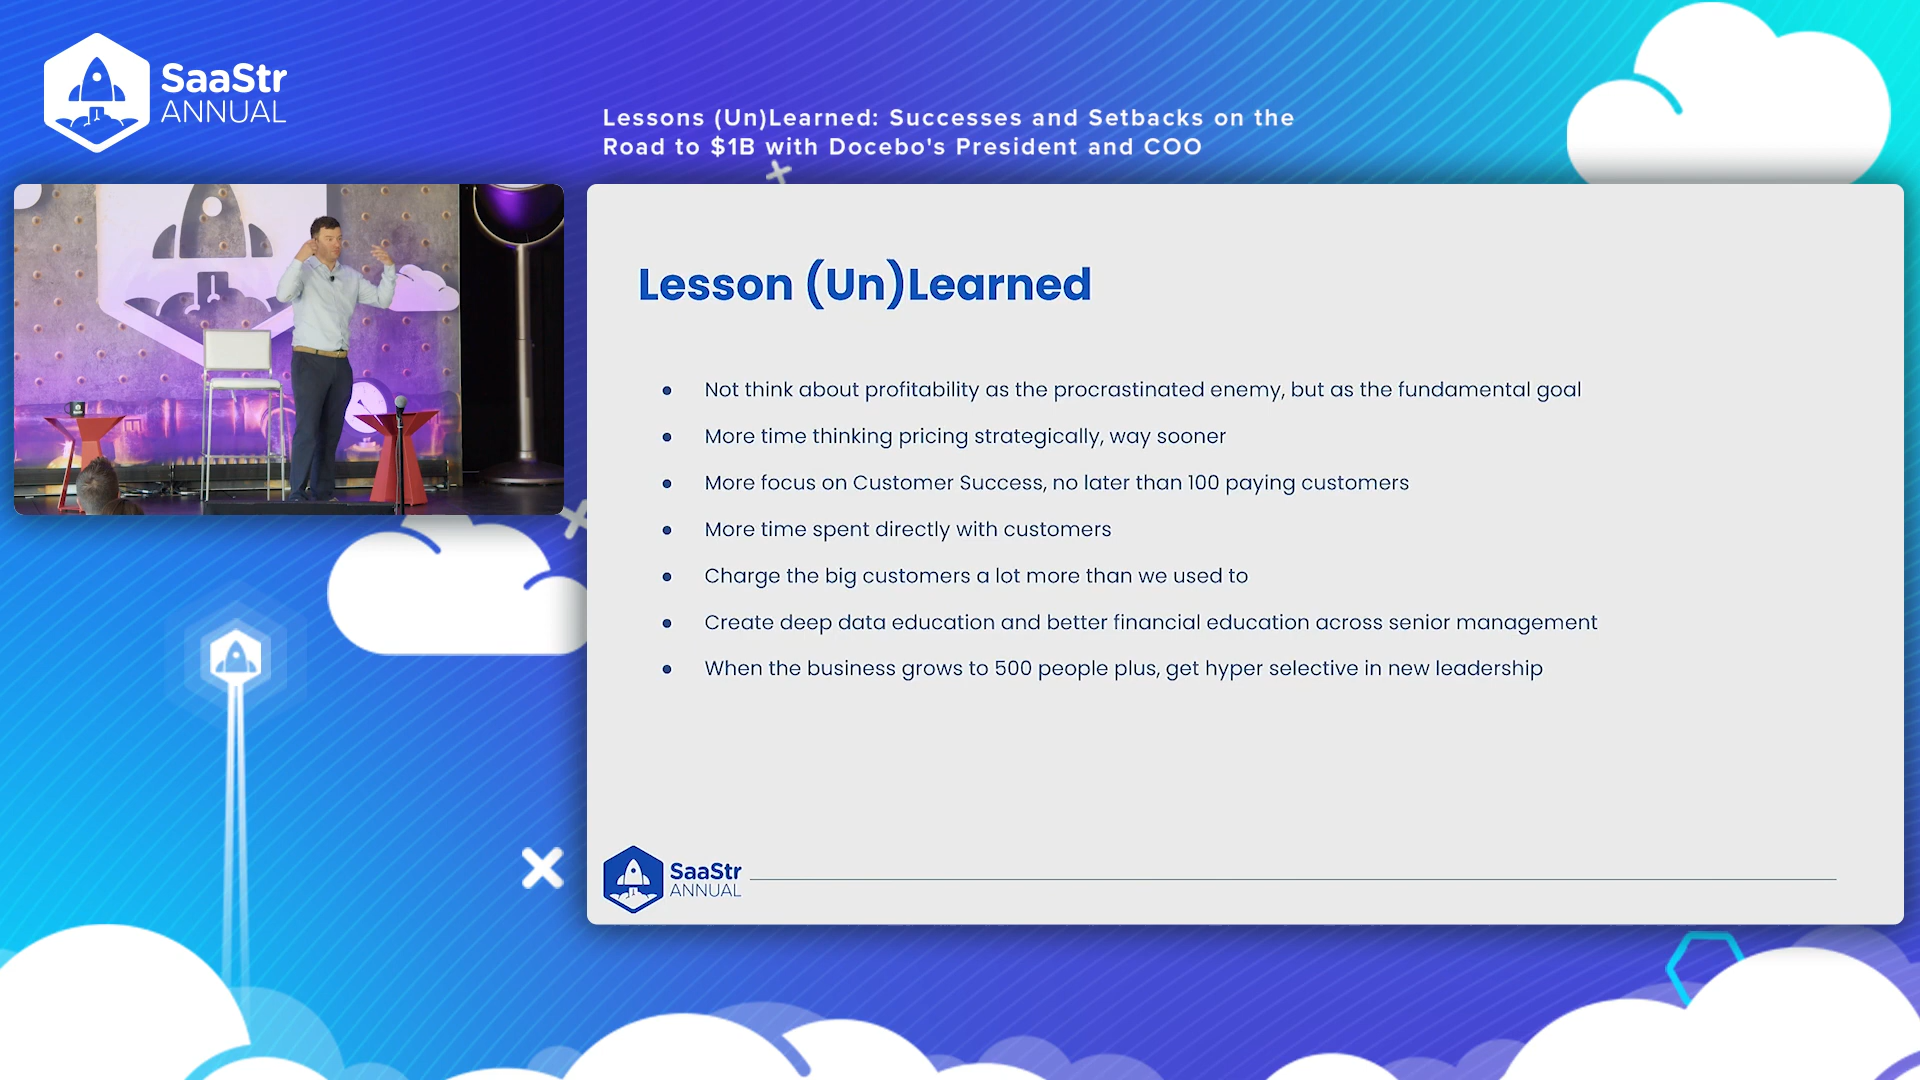 SaaStr
ANNUAL
Lessons (Un)Learned: Successes and Setbacks on the
Road to $1B with Docebo's President and COO
Lesson (Un)Learned
● Not think about profitability as the procrastinated enemy, but as the fundamental goal
● More time thinking pricing strategically, way sooner
● More focus on Customer Success, no later than 100 paying customers
● More time spent directly with customers
● Charge the big customers a lot more than we used to
● Create deep data education and better financial education across senior management
● When the business grows to 500 people plus, get hyper selective in new leadership
SaaStr
ANNUAL